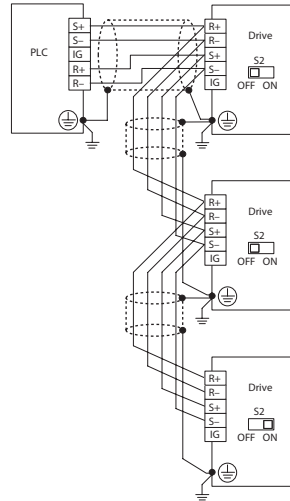 PLC
S+
S−
IG
R+
R−
R+
R−
S+
S−
IG
Drive
S2
OFF ON
R+
R−
S+
S−
IG
Drive
S2
OFF ON
R+
R−
S+
S−
IG
Drive
S2
OFF ON